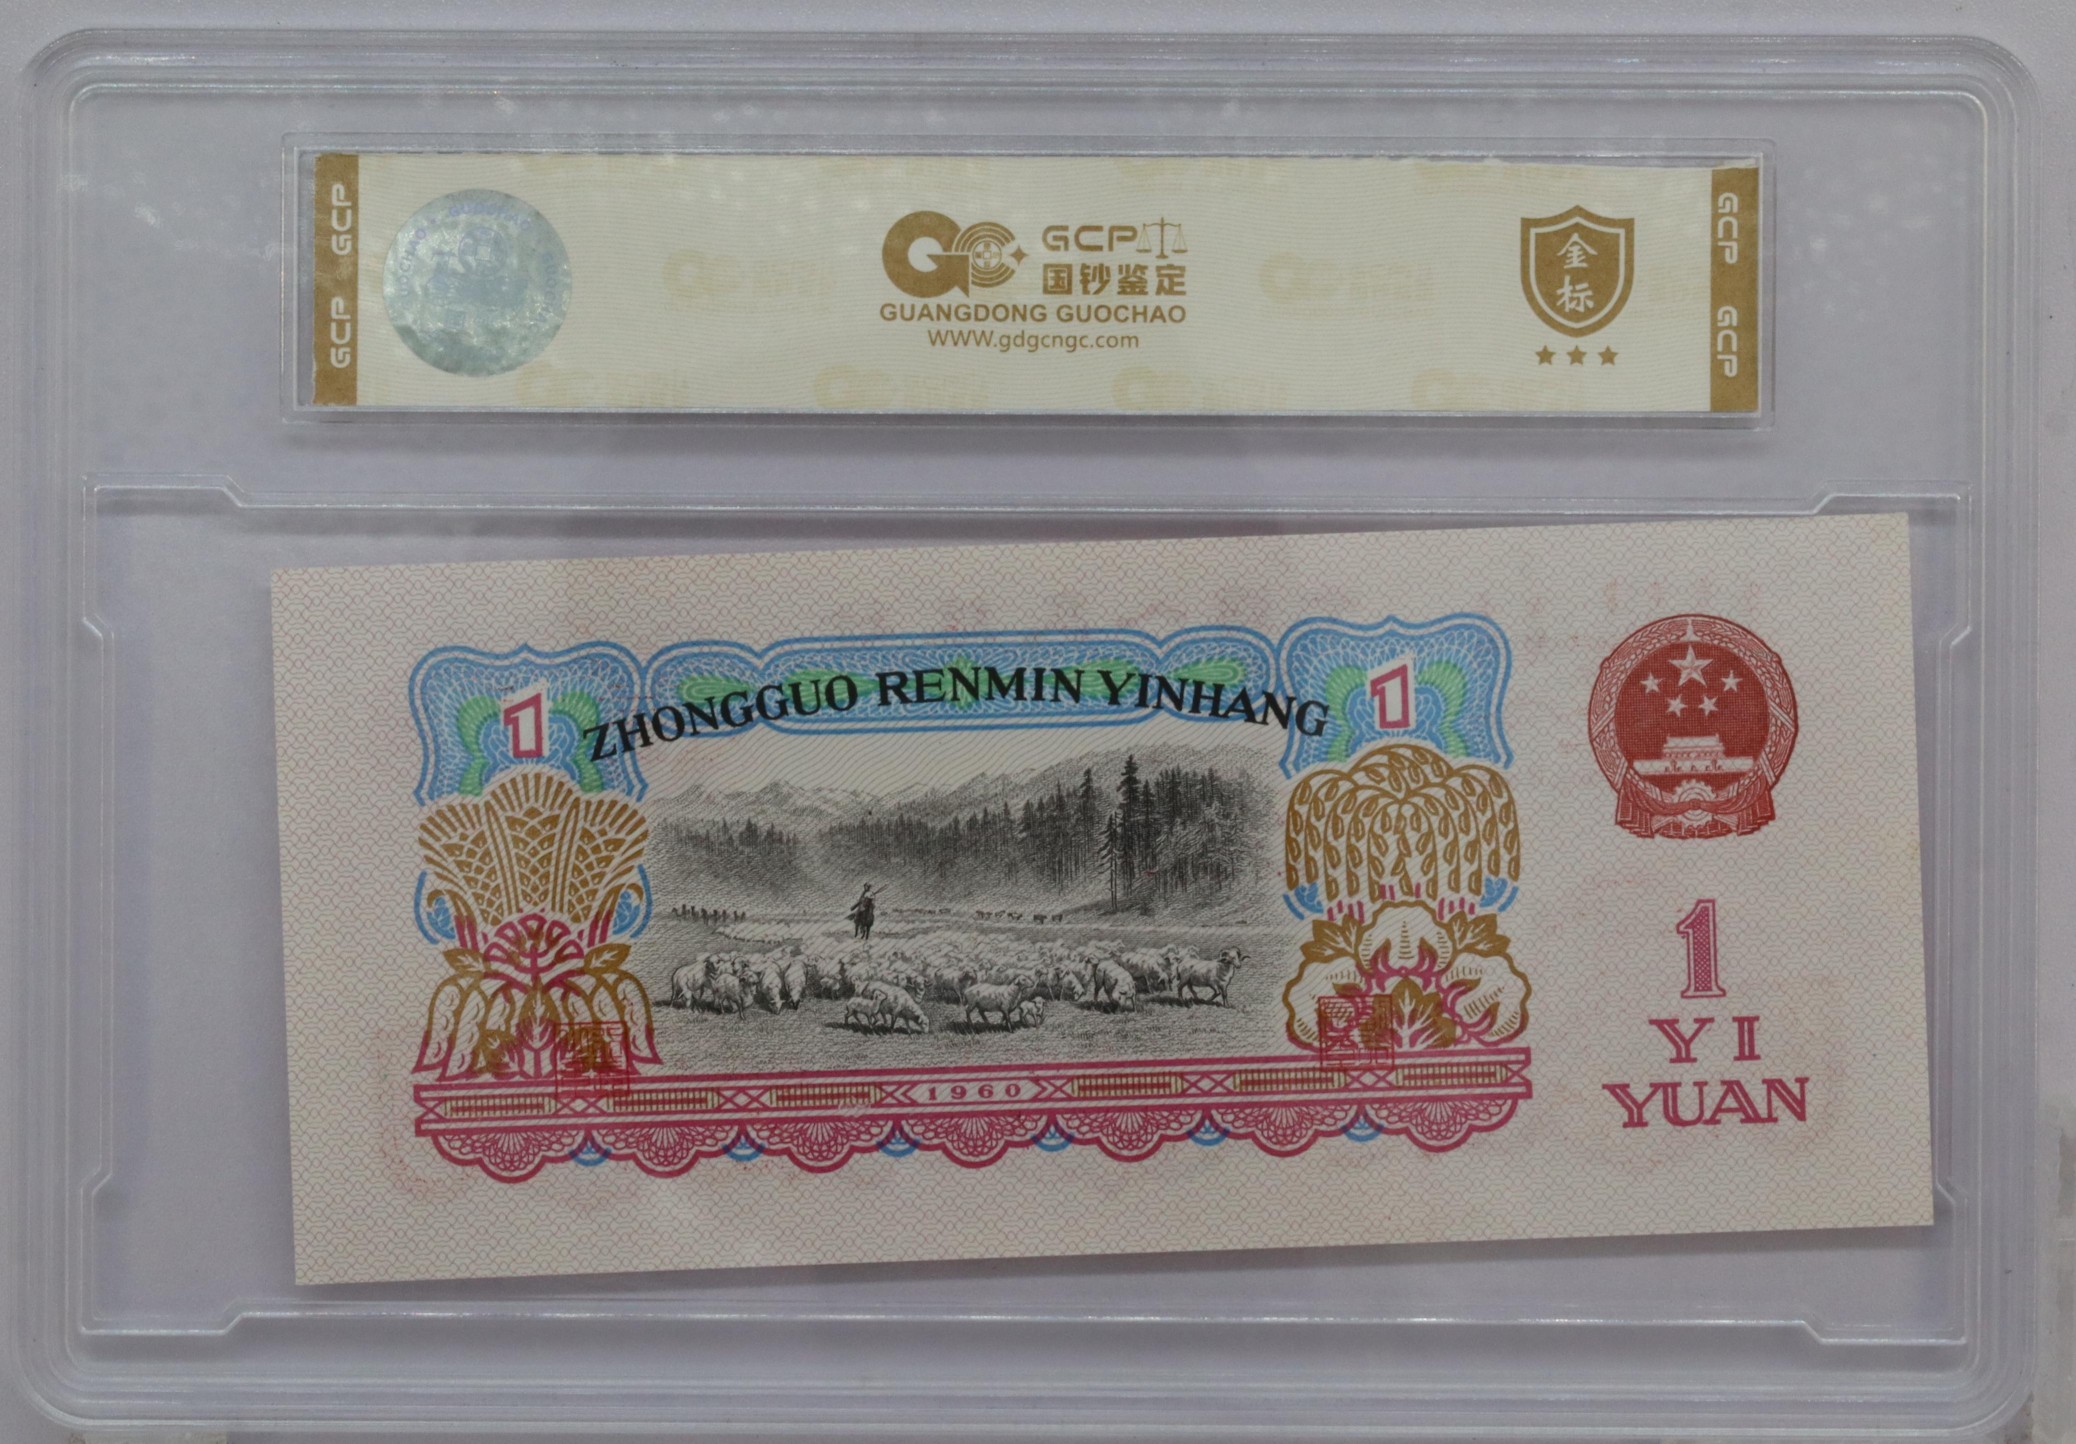 GCP GCP
GCP
国钞鉴定
GUANGDONG GUOCHAO
WWW.gdgcngc.com
金
标
GCP GCP
1
ZHONGGUO RENMIN YINHANG
1
1960
1
YI
YUAN